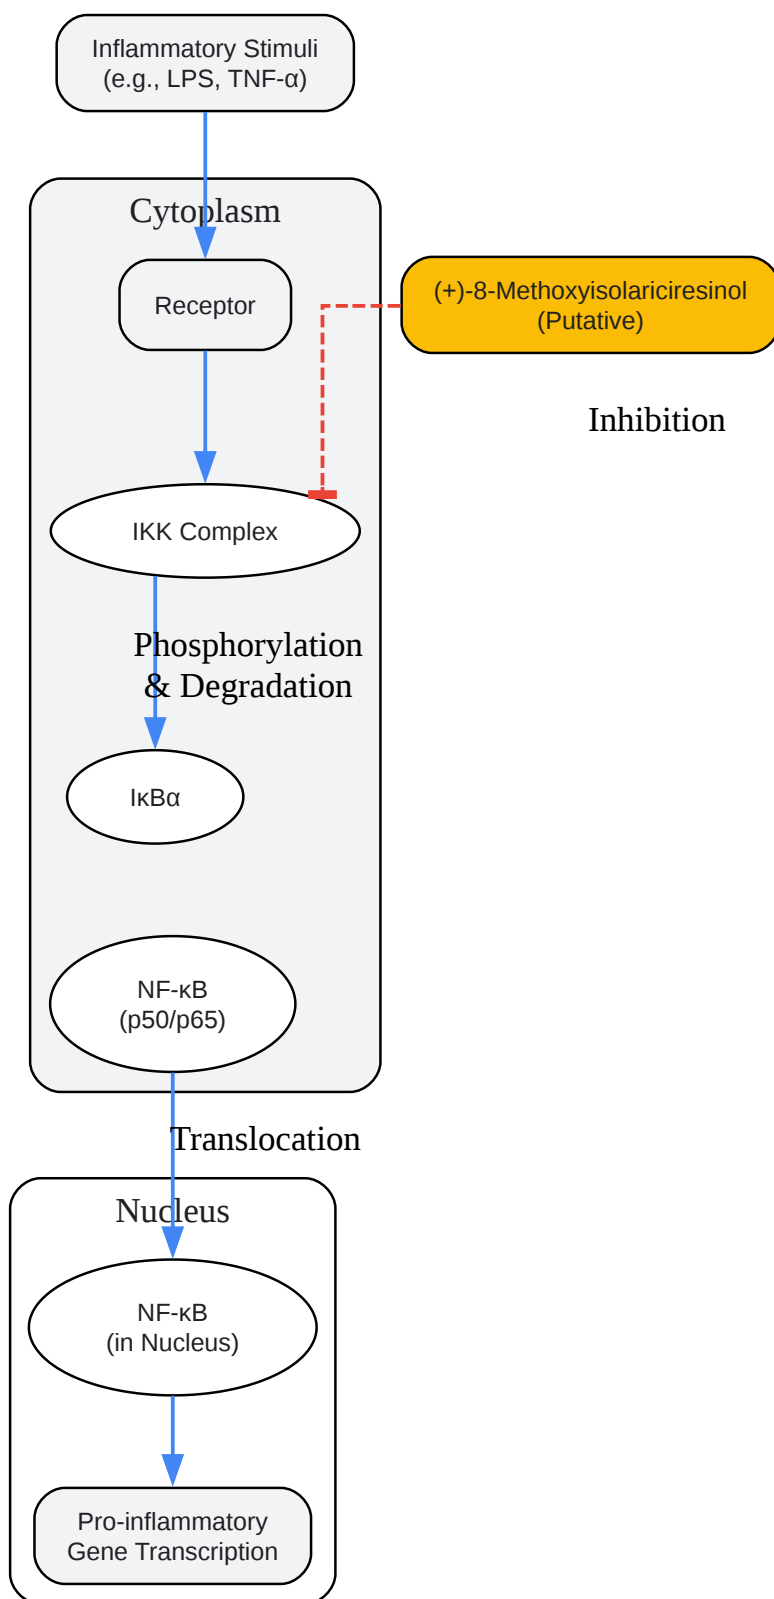 Inflammatory Stimuli
(e.g., LPS, TNF-α)
Cytoplasm
Receptor
(+)-8-Methoxyisolariciresinol
(Putative)
Inhibition
IKK Complex
Phosphorylation
& Degradation
IκBα
NF-κB
(p50/p65)
Translocation
Nucleus
NF-κB
(in Nucleus)
Pro-inflammatory
Gene Transcription